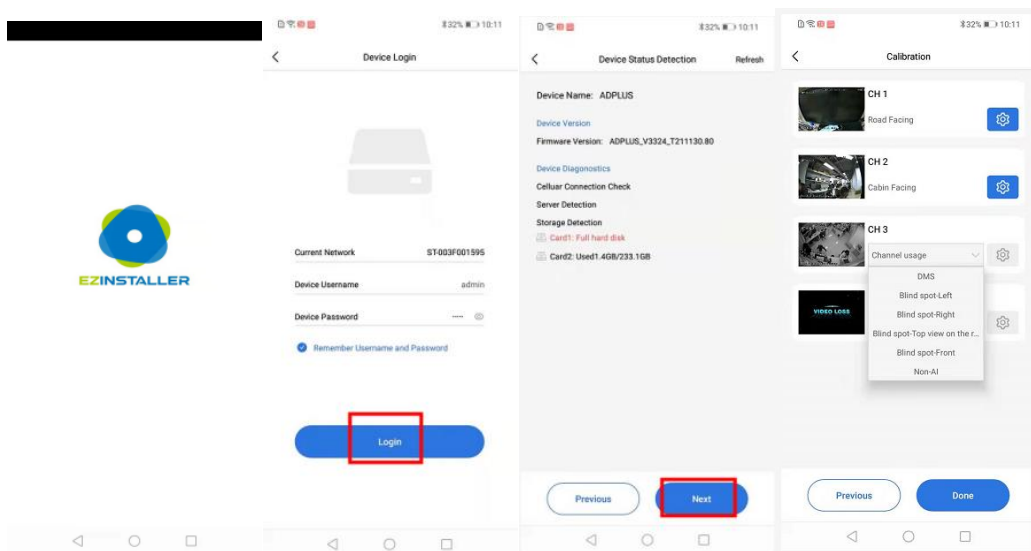 EZINSTALLER
32% 10:11
Device Login
Current Network ST-003F001595
Device Username admin
Device Password ----
Remember Username and Password
Login
32% 10:11
Device Status Detection Refresh
Device Name: ADPLUS
Device Version
Firmware Version: ADPLUS_V3324_T211130.80
Device Diagonostics
Celluar Connection Check
Server Detection
Storage Detection
Card1: Full hard disk
Card2: Used1.4GB/233.1GB
Previous Next
32% 10:11
Calibration
CH 1
Road Facing
CH 2
Cabin Facing
CH 3
Channel usage
DMS
Blind spot-Left
VIDEO LOSS
Blind spot-Right
Blind spot-Top view on the r...
Blind spot-Front
Non-AI
Previous Done